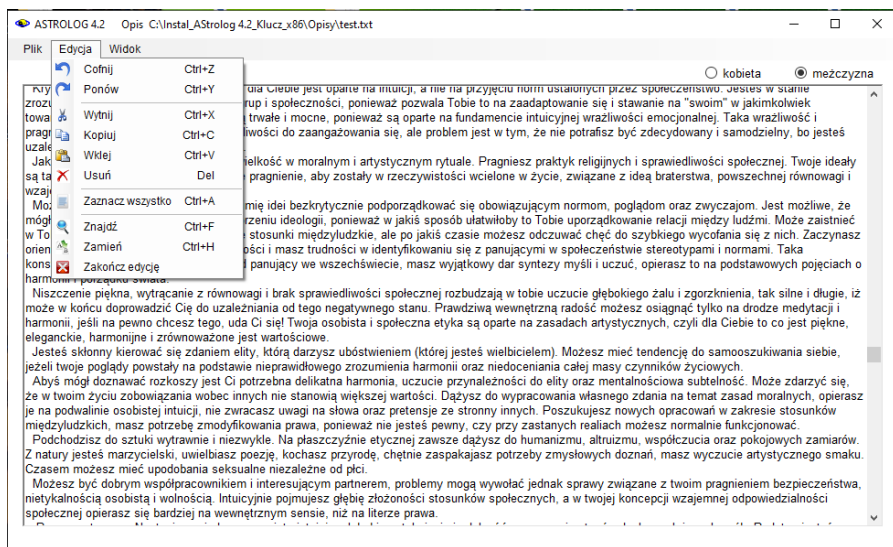 ASTROLOG 4.2 Opis C:\Instal_AStrolog 4.2_Klucz_x86\Opisy\test.txt
Plik Edycja Widok
kobieta mężczyzna
Cofnij Ctrl+Z
Ponów Ctrl+Y
Wytnij Ctrl+X
Kopiuj Ctrl+C
Wklej Ctrl+V
Usuń Del
Zaznacz wszystko Ctrl+A
Znajdź Ctrl+F
Zamień Ctrl+H
Zakończ edycję
dla Ciebie jest oparte na intuicji, a nie na przyjęciu norm ustalonych przez społeczeństwo. Jesteś w stanie
rup i społeczności, ponieważ pozwala Tobie to na zaadaptowanie się i stawanie na "swoim" w jakimkolwiek
towa ą trwałe i mocne, ponieważ są oparte na fundamencie intuicyjnej wrażliwości emocjonalnej. Taka wrażliwość i
pragn liwości do zaangażowania się, ale problem jest w tym, że nie potrafisz być zdecydowany i samodzielny, bo jesteś
uzale
Jak ielkość w moralnym i artystycznym rytuale. Pragniesz praktyk religijnych i sprawiedliwości społecznej. Twoje ideały
są ta e pragnienie, aby zostały w rzeczywistości wcielone w życie, związane z ideą braterstwa, powszechnej równowagi i
wzaj
Moż mię idei bezkrytycznie podporządkować się obowiązującym normom, poglądom oraz zwyczajom. Jest możliwe, że
mógł rzeniu ideologii, ponieważ w jakiś sposób ułatwiłoby to Tobie uporządkowanie relacji między ludźmi. Może zaistnieć
w To e stosunki międzyludzkie, ale po jakiś czasie możesz odczuwać chęć do szybkiego wycofania się z nich. Zaczynasz
orien ości i masz trudności w identyfikowaniu się z panującymi w społeczeństwie stereotypami i normami. Taka
kons d panujący we wszechświecie, masz wyjątkowy dar syntezy myśli i uczuć, opierasz to na podstawowych pojęciach o
harmonii i porządku świata.
Niszczenie piękna, wytrącanie z równowagi i brak sprawiedliwości społecznej rozbudzają w tobie uczucie głębokiego żalu i zgorzknienia, tak silne i długie, iż
może w końcu doprowadzić Cię do uzależniania od tego negatywnego stanu. Prawdziwą wewnętrzną radość możesz osiągnąć tylko na drodze medytacji i
harmonii, jeśli na pewno chcesz tego, uda Ci się! Twoja osobista i społeczna etyka są oparte na zasadach artystycznych, czyli dla Ciebie to co jest piękne,
eleganckie, harmonijne i zrównoważone jest wartościowe.
Jesteś skłonny kierować się zdaniem elity, którą darzysz ubóstwieniem (której jesteś wielbicielem). Możesz mieć tendencję do samooszukiwania siebie,
jeżeli twoje poglądy powstały na podstawie nieprawidłowego zrozumienia harmonii oraz niedoceniania całej masy czynników życiowych.
Abyś mógł doznawać rozkoszy jest Ci potrzebna delikatna harmonia, uczucie przynależności do elity oraz mentalnościowa subtelność. Może zdarzyć się,
że w twoim życiu zobowiązania wobec innych nie stanowią większej wartości. Dążysz do wypracowania własnego zdania na temat zasad moralnych, opierasz
je na podwalinie osobistej intuicji, nie zwracasz uwagi na słowa oraz pretensje ze stronny innych. Poszukujesz nowych opracowań w zakresie stosunków
międzyludzkich, masz potrzebę zmodyfikowania prawa, ponieważ nie jesteś pewny, czy przy zastanych realiach możesz normalnie funkcjonować.
Podchodzisz do sztuki wytrawnie i niezwykle. Na płaszczyźnie etycznej zawsze dążysz do humanizmu, altruizmu, współczucia oraz pokojowych zamiarów.
Z natury jesteś marzycielski, uwielbiasz poezję, kochasz przyrodę, chętnie zaspakajasz potrzeby zmysłowych doznań, masz wyczucie artystycznego smaku.
Czasem możesz mieć upodobania seksualne niezależne od płci.
Możesz być dobrym współpracownikiem i interesującym partnerem, problemy mogą wywołać jednak sprawy związane z twoim pragnieniem bezpieczeństwa,
nietykalnością osobistą i wolnością. Intuicyjnie pojmujesz głębię złożoności stosunków społecznych, a w twojej koncepcji wzajemnej odpowiedzialności
społecznej opierasz się bardziej na wewnętrznym sensie, niż na literze prawa.